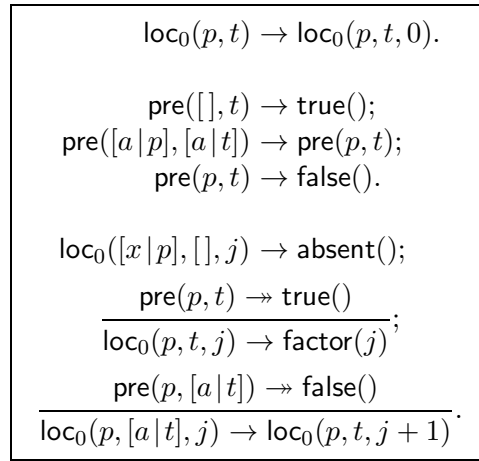 loc₀(p, t) → loc₀(p, t, 0).
pre([ ], t) → true();
pre([a | p], [a | t]) → pre(p, t);
pre(p, t) → false().
loc₀([x | p], [ ], j) → absent();
pre(p, t) ↠ true()
loc₀(p, t, j) → factor(j) ;
pre(p, [a | t]) ↠ false()
loc₀(p, [a | t], j) → loc₀(p, t, j + 1) .